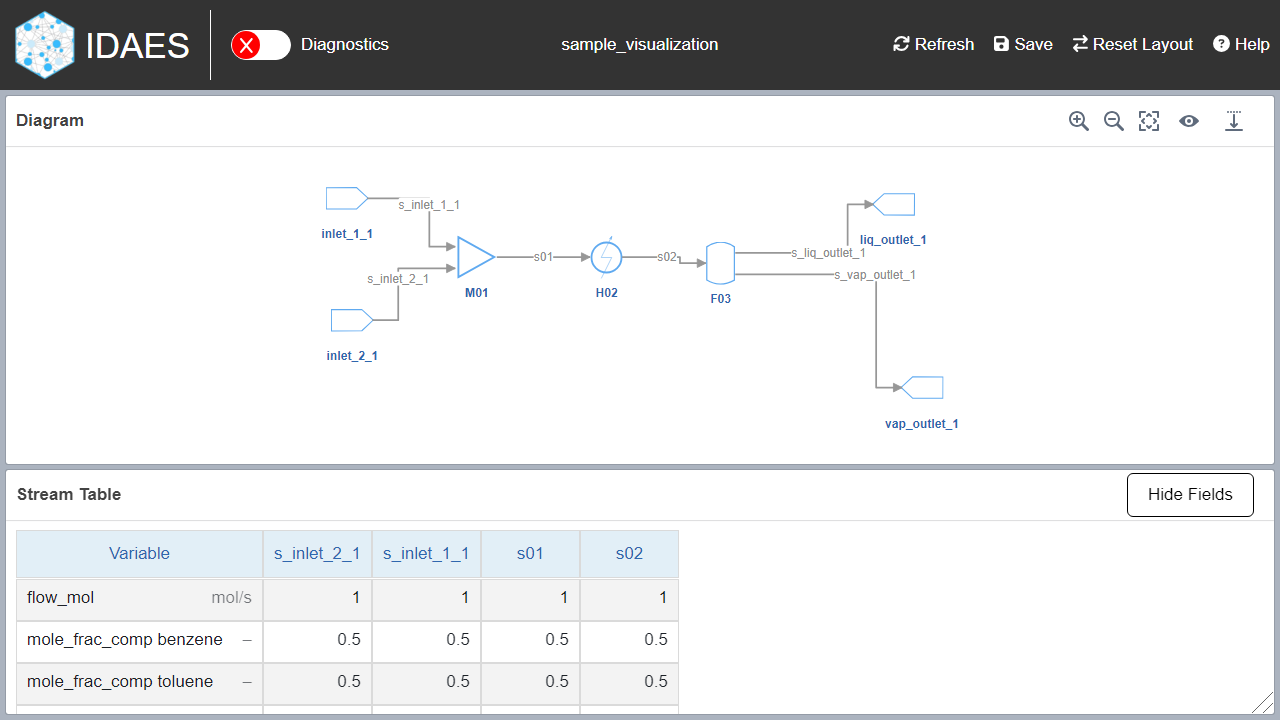 IDAES
Diagnostics
sample_visualization
Refresh
Save
Reset Layout
Help
Diagram
s_inlet_1_1
inlet_1_1
s_inlet_2_1
inlet_2_1
M01
s01
H02
s02
F03
s_liq_outlet_1
liq_outlet_1
s_vap_outlet_1
vap_outlet_1
Stream Table
Hide Fields
Variable s_inlet_2_1 s_inlet_1_1 s01 s02
flow_mol mol/s 1 1 1 1
mole_frac_comp benzene – 0.5 0.5 0.5 0.5
mole_frac_comp toluene – 0.5 0.5 0.5 0.5